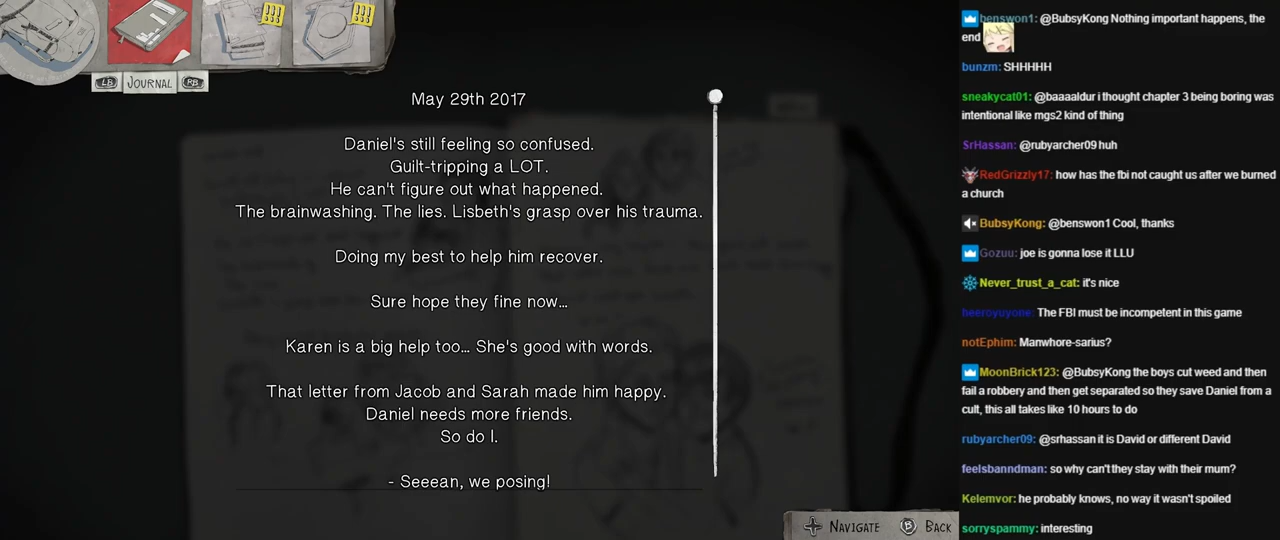 LB JOURNAL RB
May 29th 2017
Daniel's still feeling so confused.
Guilt-tripping a LOT.
He can't figure out what happened.
The brainwashing. The lies. Lisbeth's grasp over his trauma.
Doing my best to help him recover.
Sure hope they fine now...
Karen is a big help too... She's good with words.
That letter from Jacob and Sarah made him happy.
Daniel needs more friends.
So do I.
- Seeean, we posing!
NAVIGATE B BACK
benswon1: @BubsyKong Nothing important happens, the
end
bunzm: SHHHHH
sneakycat01: @baaaaldur i thought chapter 3 being boring was
intentional like mgs2 kind of thing
SrHassan: @rubyarcher09 huh
RedGrizzly17: how has the fbi not caught us after we burned
a church
BubsyKong: @benswon1 Cool, thanks
Gozuu: joe is gonna lose it LLU
Never_trust_a_cat: it's nice
heeroyuyone: The FBI must be incompetent in this game
notEphim: Manwhore-sarius?
MoonBrick123: @BubsyKong the boys cut weed and then
fail a robbery and then get separated so they save Daniel from a
cult, this all takes like 10 hours to do
rubyarcher09: @srhassan it is David or different David
feelsbanndman: so why can't they stay with their mum?
Kelemvor: he probably knows, no way it wasn't spoiled
sorryspammy: interesting